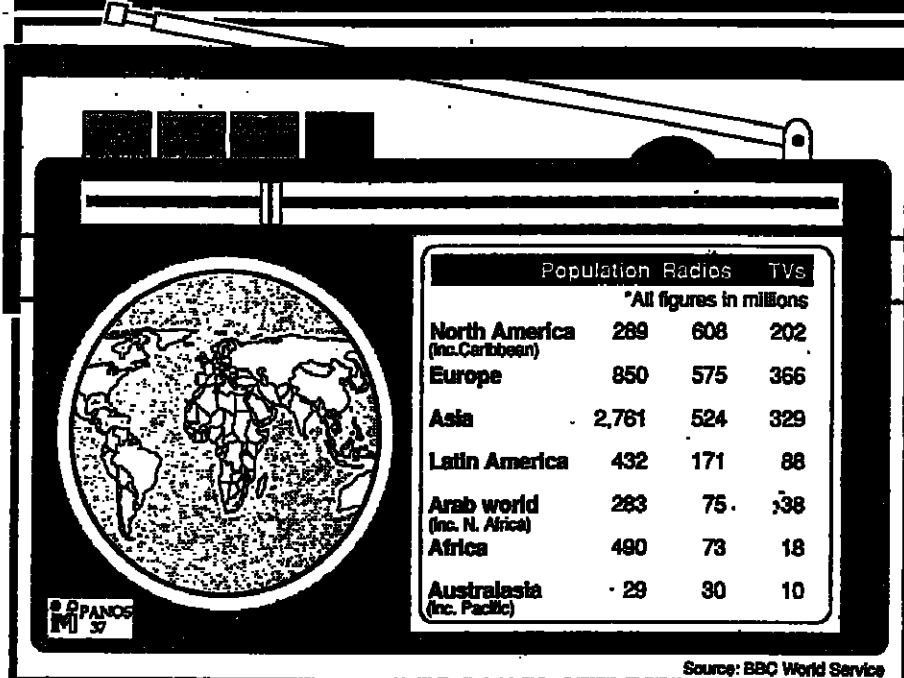 Population Radios TVs
*All figures in millions
North America 289 608 202
(inc.Caribbean)
Europe 850 575 366
Asia 2,761 524 329
Latin America 432 171 88
Arab world 283 75 38
(inc. N. Africa)
Africa 490 73 18
Australasia 29 30 10
(inc. Pacific)
PANOS
37
Source: BBC World Service